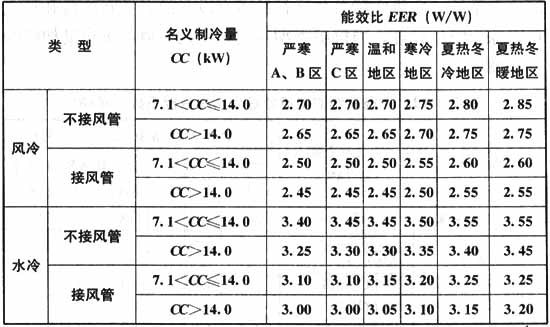 类 型 名义制冷量 CC (kW) 能效比 EER (W/W)
严寒 A、B区 严寒 C区 温和地区 寒冷地区 夏热冬冷地区 夏热冬暖地区
风冷 不接风管 7.1<CC≤14.0 2.70 2.70 2.70 2.75 2.80 2.85
CC>14.0 2.65 2.65 2.65 2.70 2.75 2.75
接风管 7.1<CC≤14.0 2.50 2.50 2.50 2.55 2.60 2.60
CC>14.0 2.45 2.45 2.45 2.50 2.55 2.55
水冷 不接风管 7.1<CC≤14.0 3.40 3.45 3.45 3.50 3.55 3.55
CC>14.0 3.25 3.30 3.30 3.35 3.40 3.45
接风管 7.1<CC≤14.0 3.10 3.10 3.15 3.20 3.25 3.25
CC>14.0 3.00 3.00 3.05 3.10 3.15 3.20